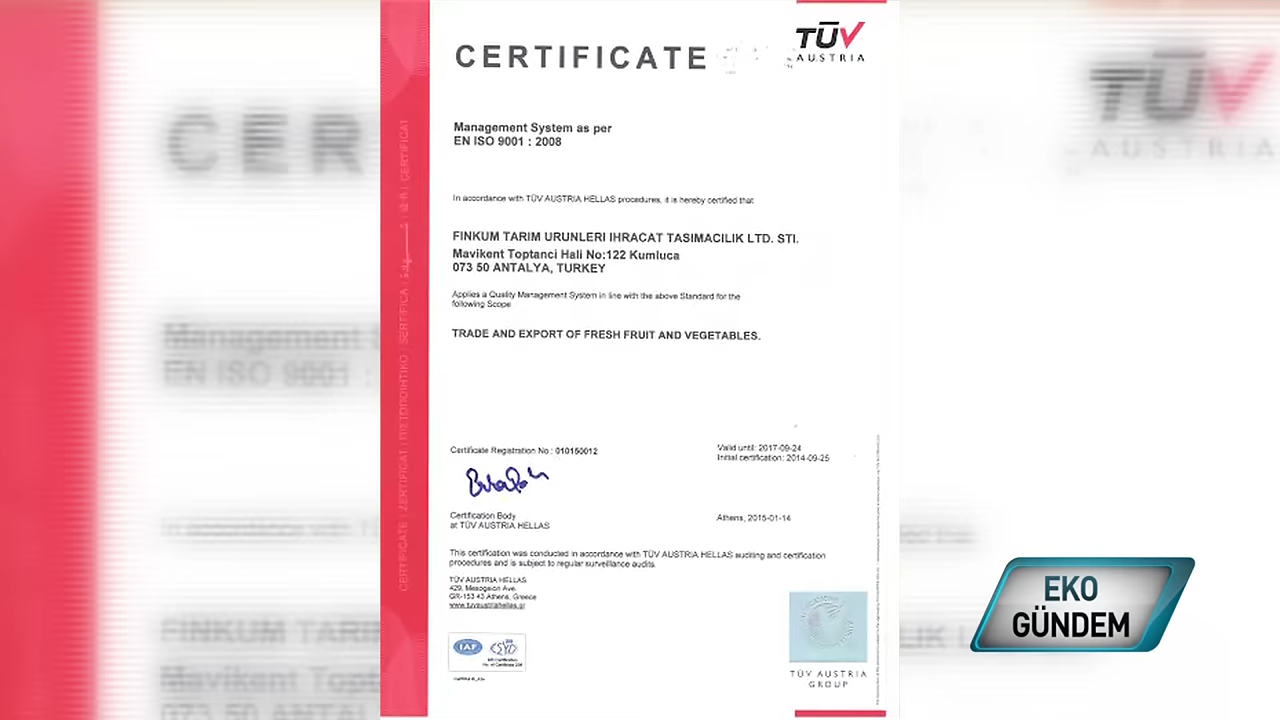 CERTIFICATE
TÜV
AUSTRIA
Management System as per
EN ISO 9001 : 2008
In accordance with TÜV AUSTRIA HELLAS procedures, it is hereby certified that
FINKUM TARIM URUNLERI IHRACAT TASIMACILIK LTD. STI.
Mavikent Toptanci Hali No:122 Kumluca
073 50 ANTALYA, TURKEY
Applies a Quality Management System in line with the above Standard for the
following Scope
TRADE AND EXPORT OF FRESH FRUIT AND VEGETABLES.
Certificate Registration No.: 010150012
Valid until: 2017-09-24
Initial certification: 2014-09-25
Certification Body
at TÜV AUSTRIA HELLAS
Athens, 2015-01-14
This certification was conducted in accordance with TÜV AUSTRIA HELLAS auditing and certification
procedures and is subject to regular surveillance audits.
TÜV AUSTRIA HELLAS
429, Mesogeion Ave.
GR-153 43 Athens, Greece
www.tuvaustriahellas.gr
IAF
TÜV AUSTRIA
GROUP
CERTIFICATE | ZERTIFICAT | ΠΙΣΤΟΠΟΙΗΤΙΚΟ | SERTIFICA
CERTIFICAT
EKO
GÜNDEM